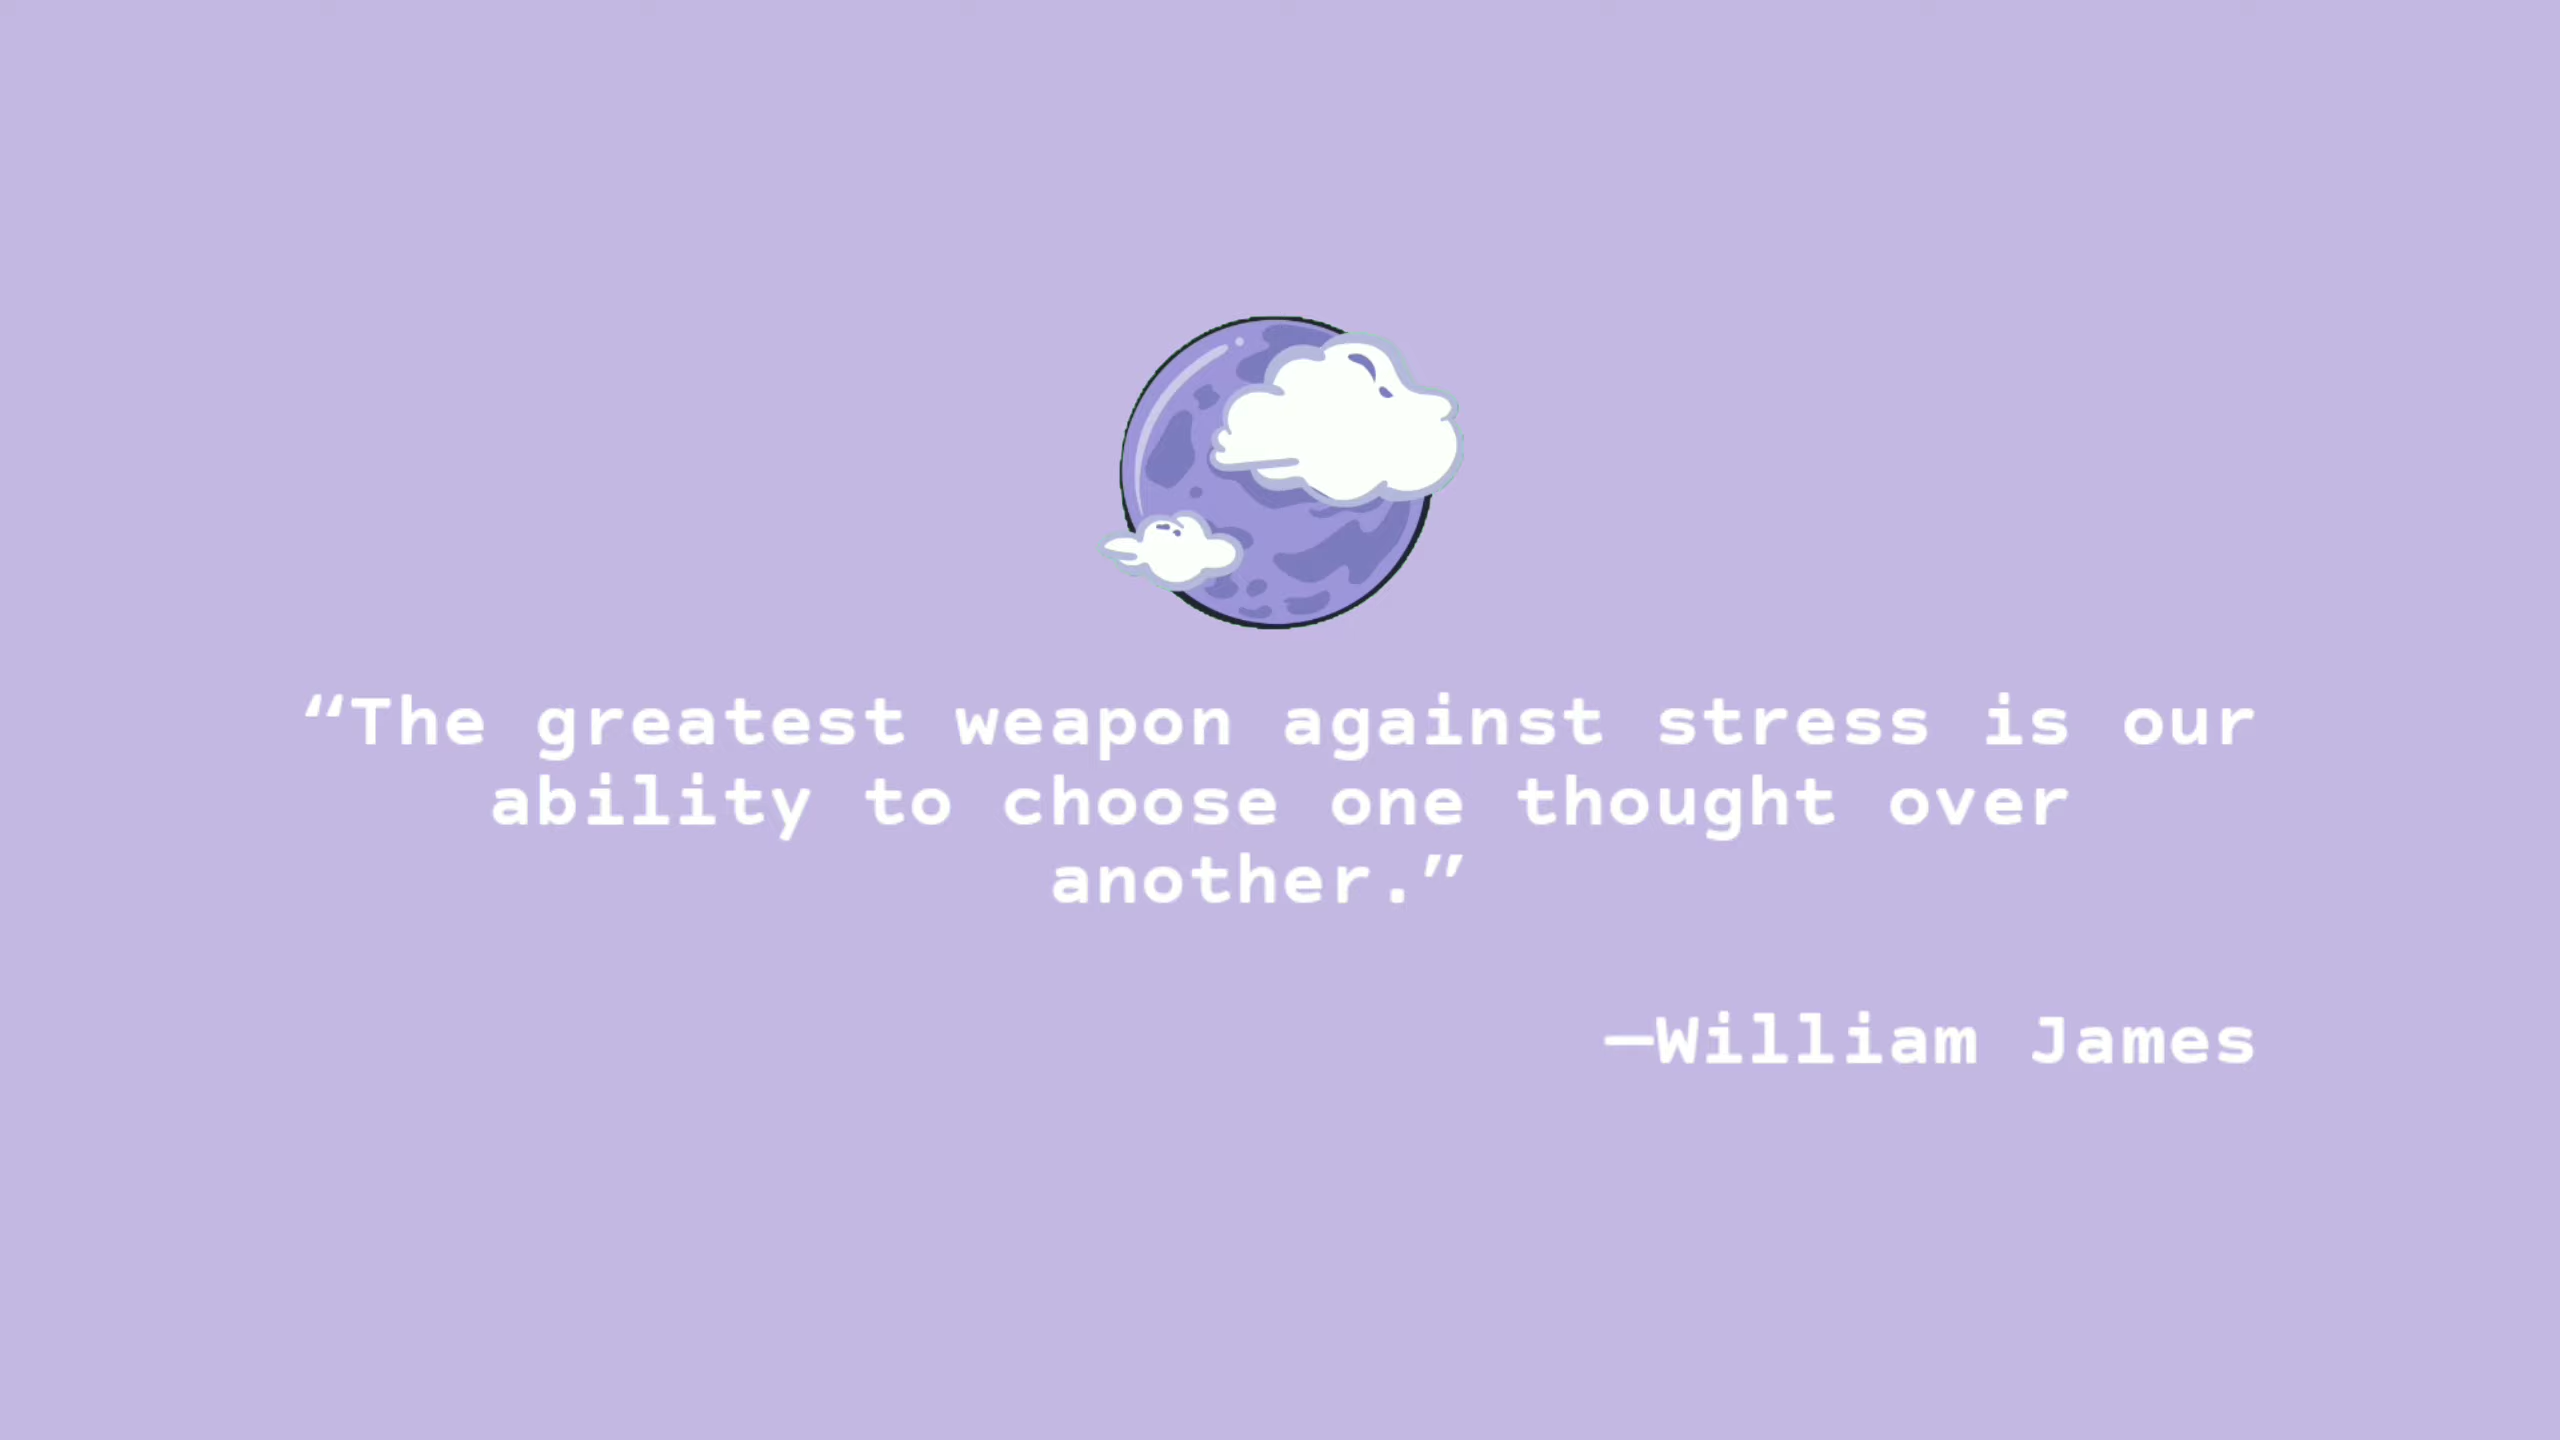 “The greatest weapon against stress is our
ability to choose one thought over
another.”
—William James